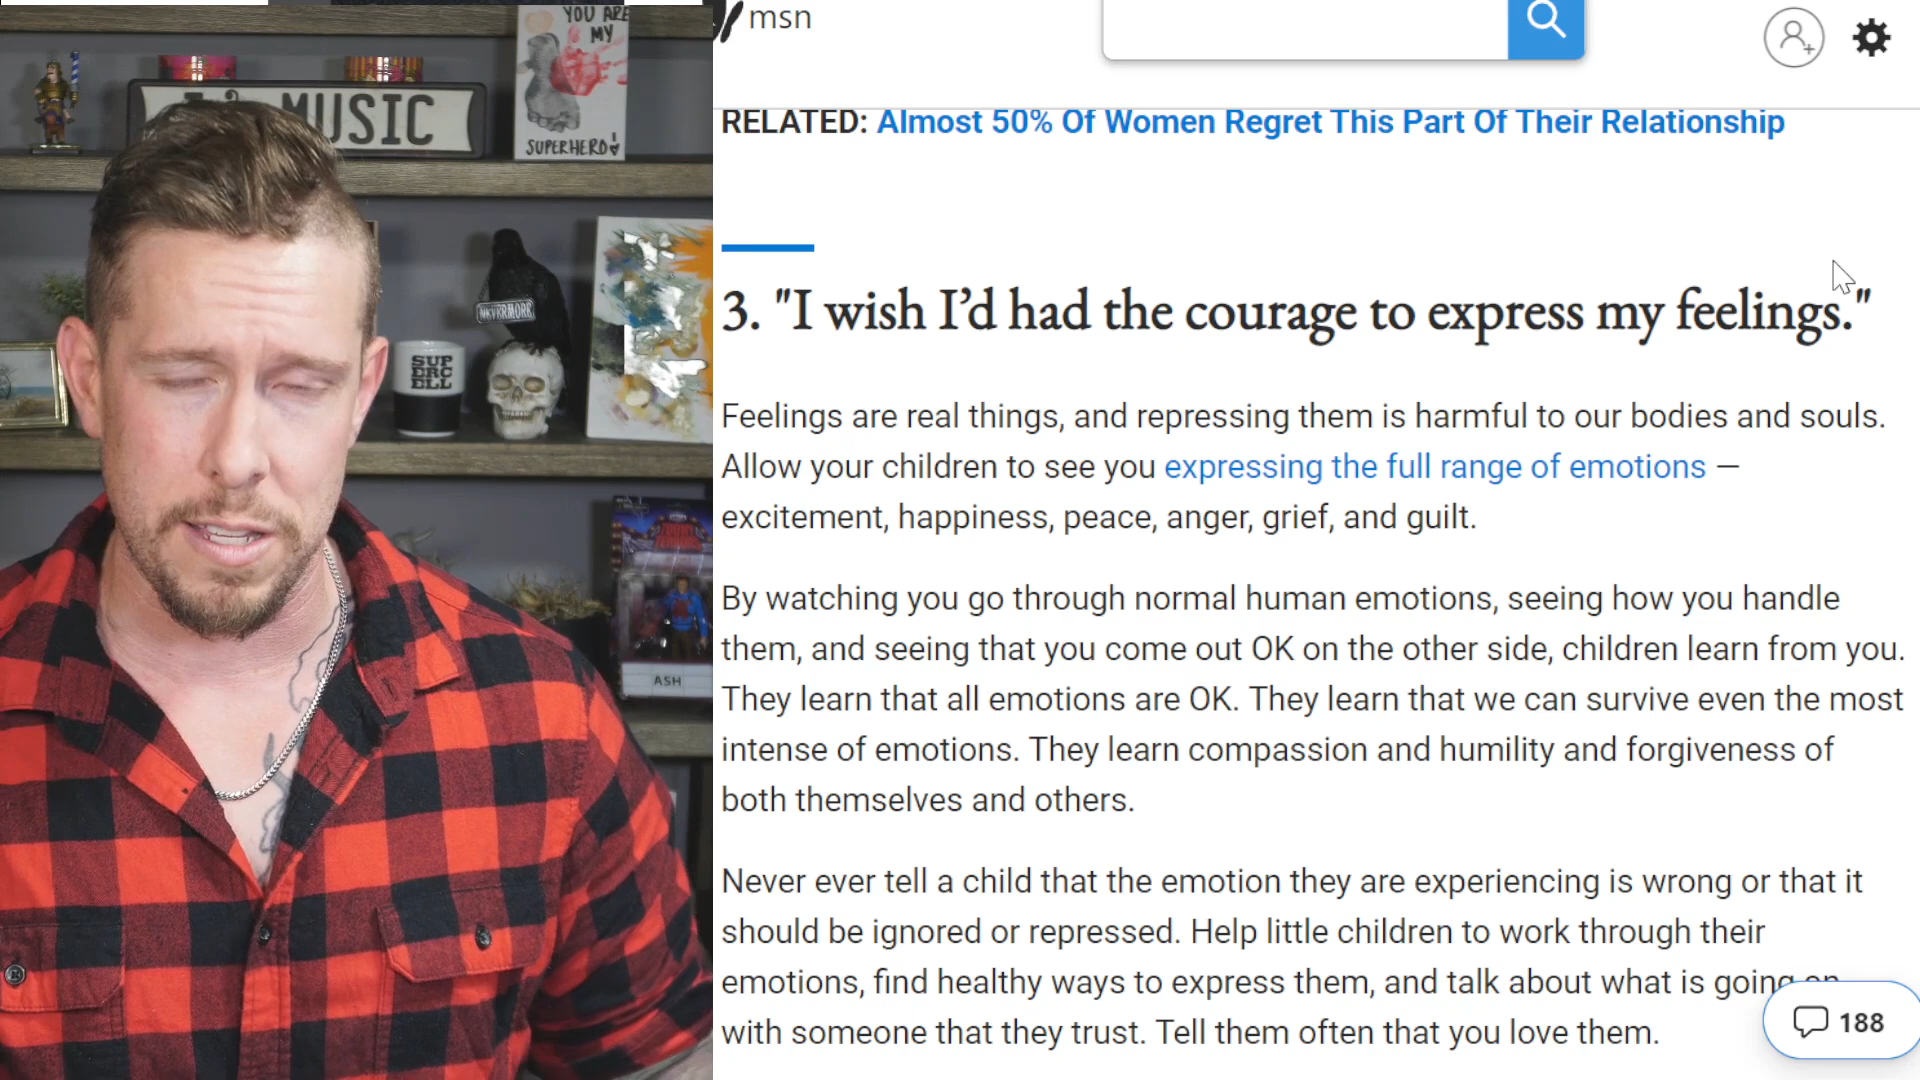 YOU ARE
MY
MUSIC
SUPERHERO
NEVERMORE
SUP
ERC
ELL
ASH
msn
RELATED: Almost 50% Of Women Regret This Part Of Their Relationship
3. "I wish I’d had the courage to express my feelings."
Feelings are real things, and repressing them is harmful to our bodies and souls.
Allow your children to see you expressing the full range of emotions —
excitement, happiness, peace, anger, grief, and guilt.
By watching you go through normal human emotions, seeing how you handle
them, and seeing that you come out OK on the other side, children learn from you.
They learn that all emotions are OK. They learn that we can survive even the most
intense of emotions. They learn compassion and humility and forgiveness of
both themselves and others.
Never ever tell a child that the emotion they are experiencing is wrong or that it
should be ignored or repressed. Help little children to work through their
emotions, find healthy ways to express them, and talk about what is going on
with someone that they trust. Tell them often that you love them.
188